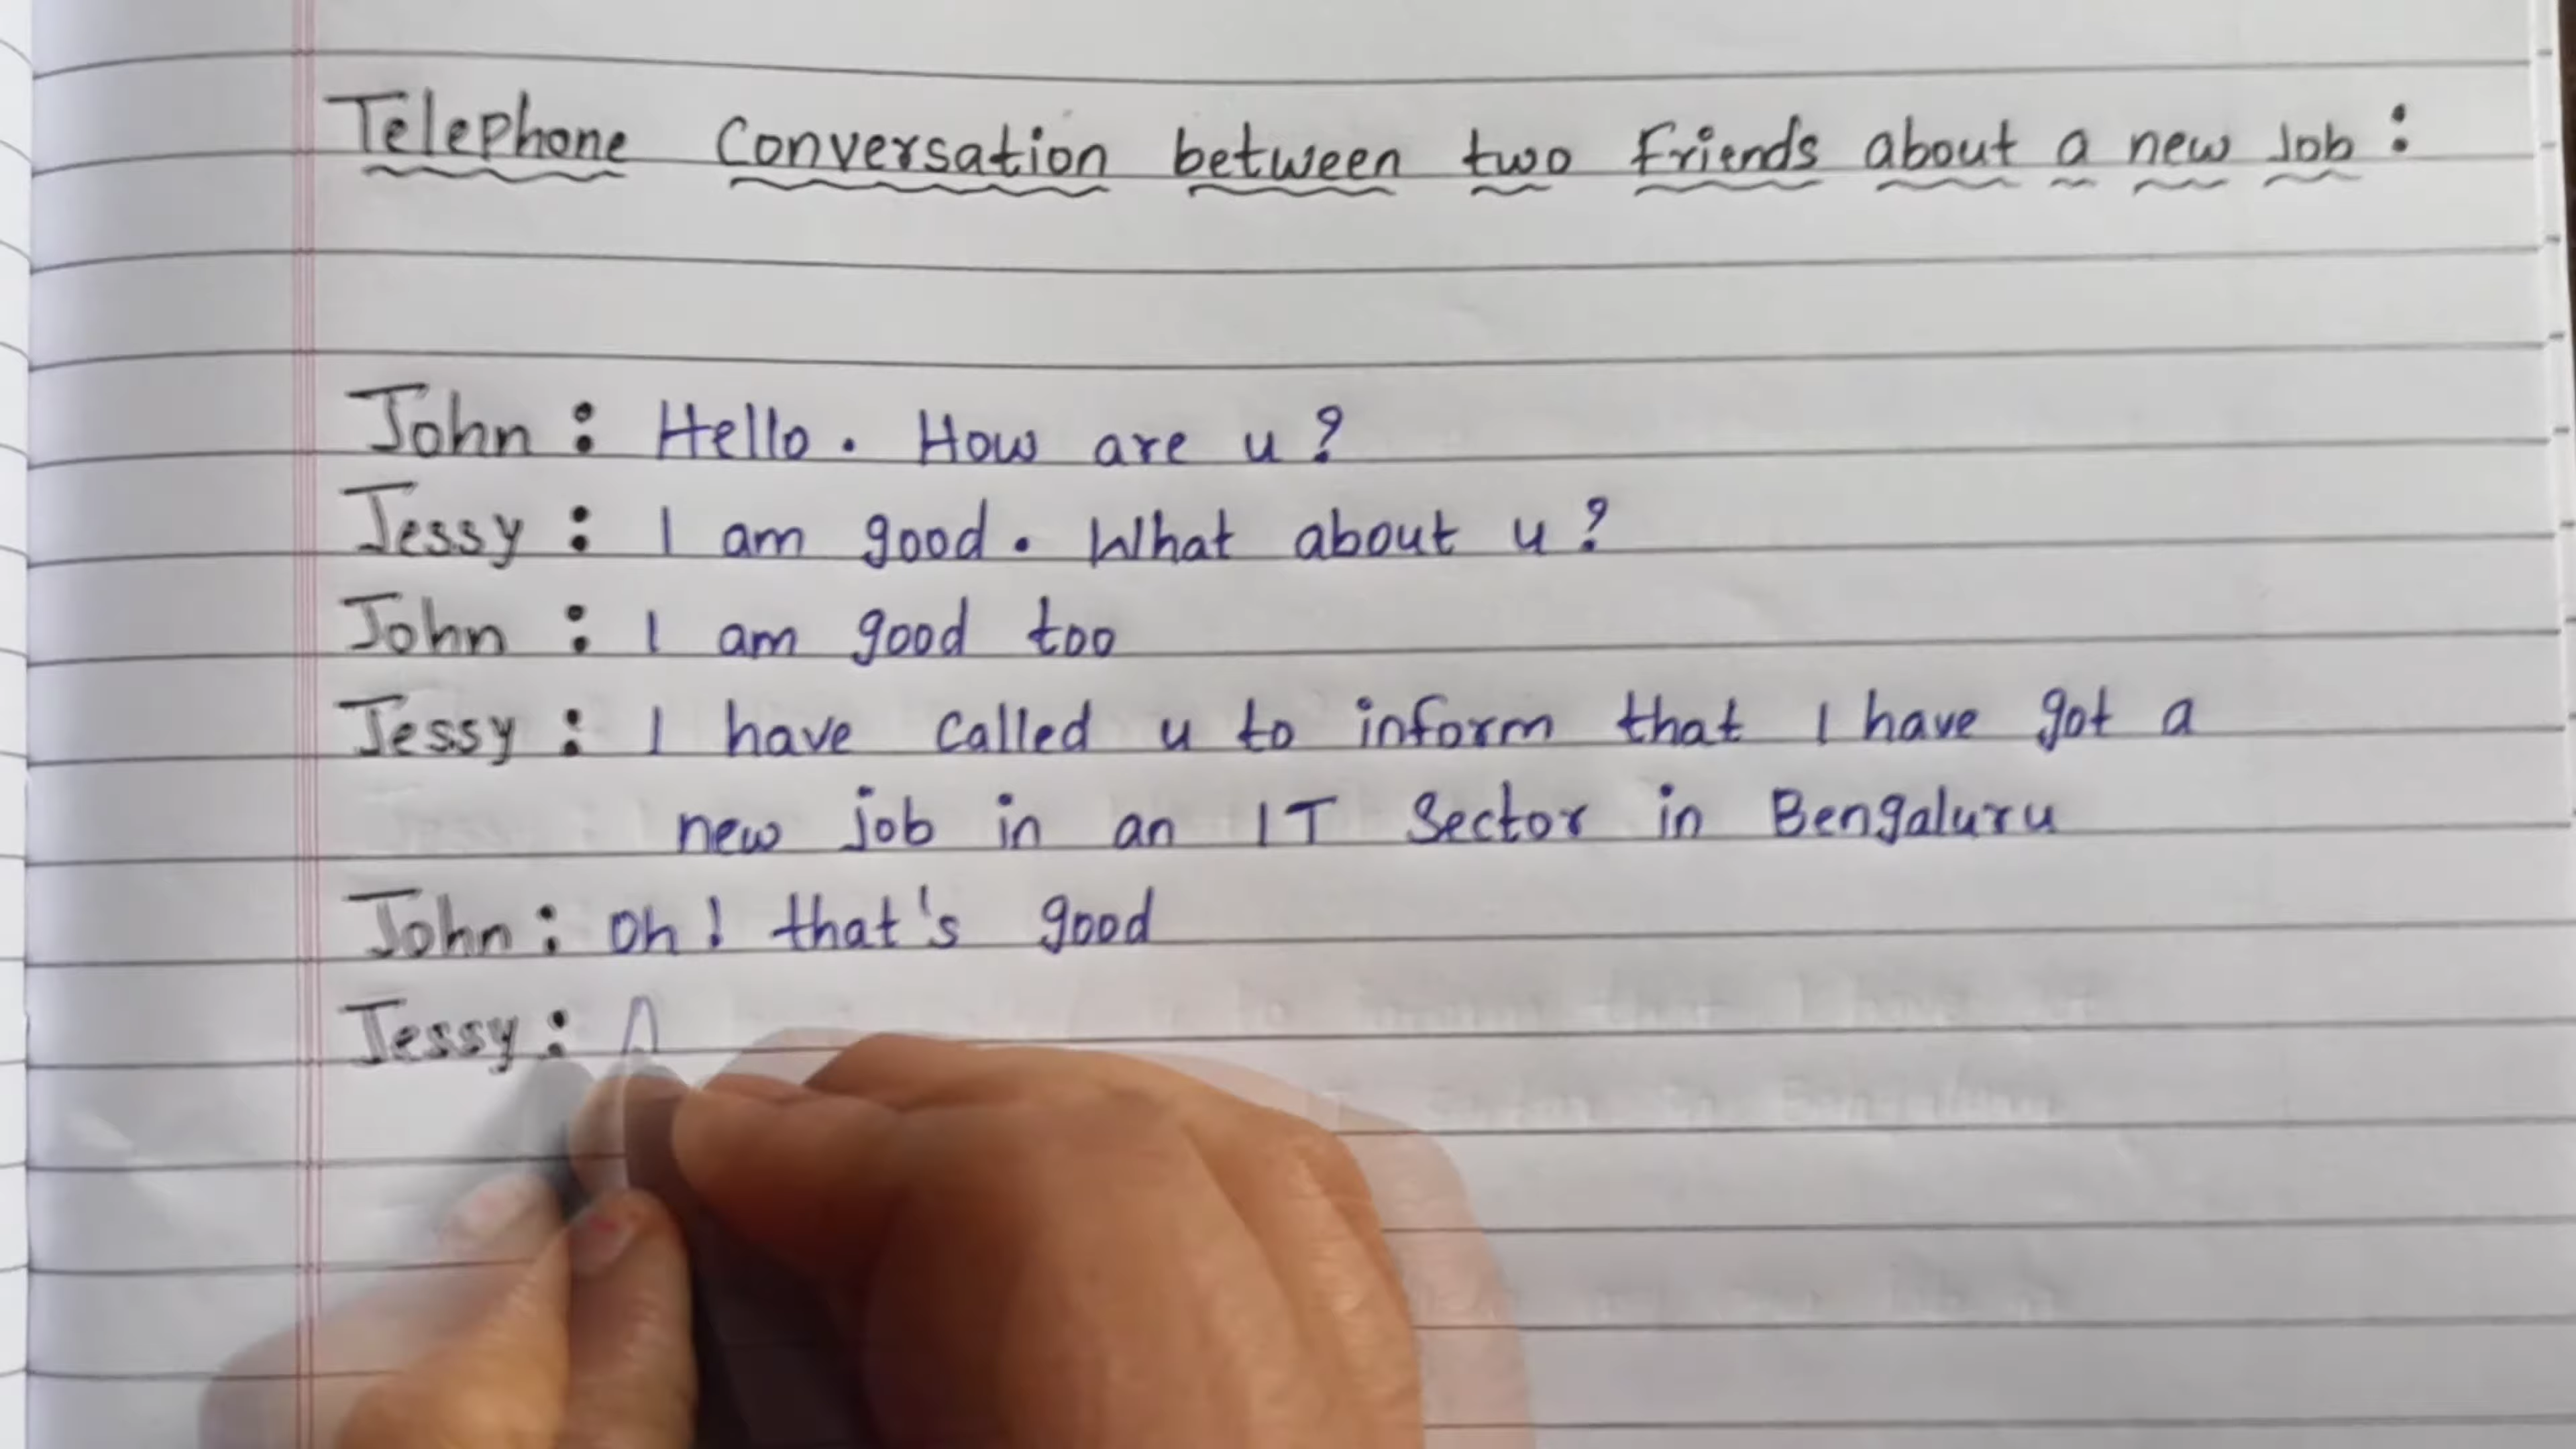 Telephone Conversation between two friends about a new Job :
John : Hello. How are u ?
Jessy : I am good. What about u ?
John : I am good too
Jessy : I have called u to inform that I have got a
new job in an IT Sector in Bengaluru
John : Oh ! that's good
Jessy :